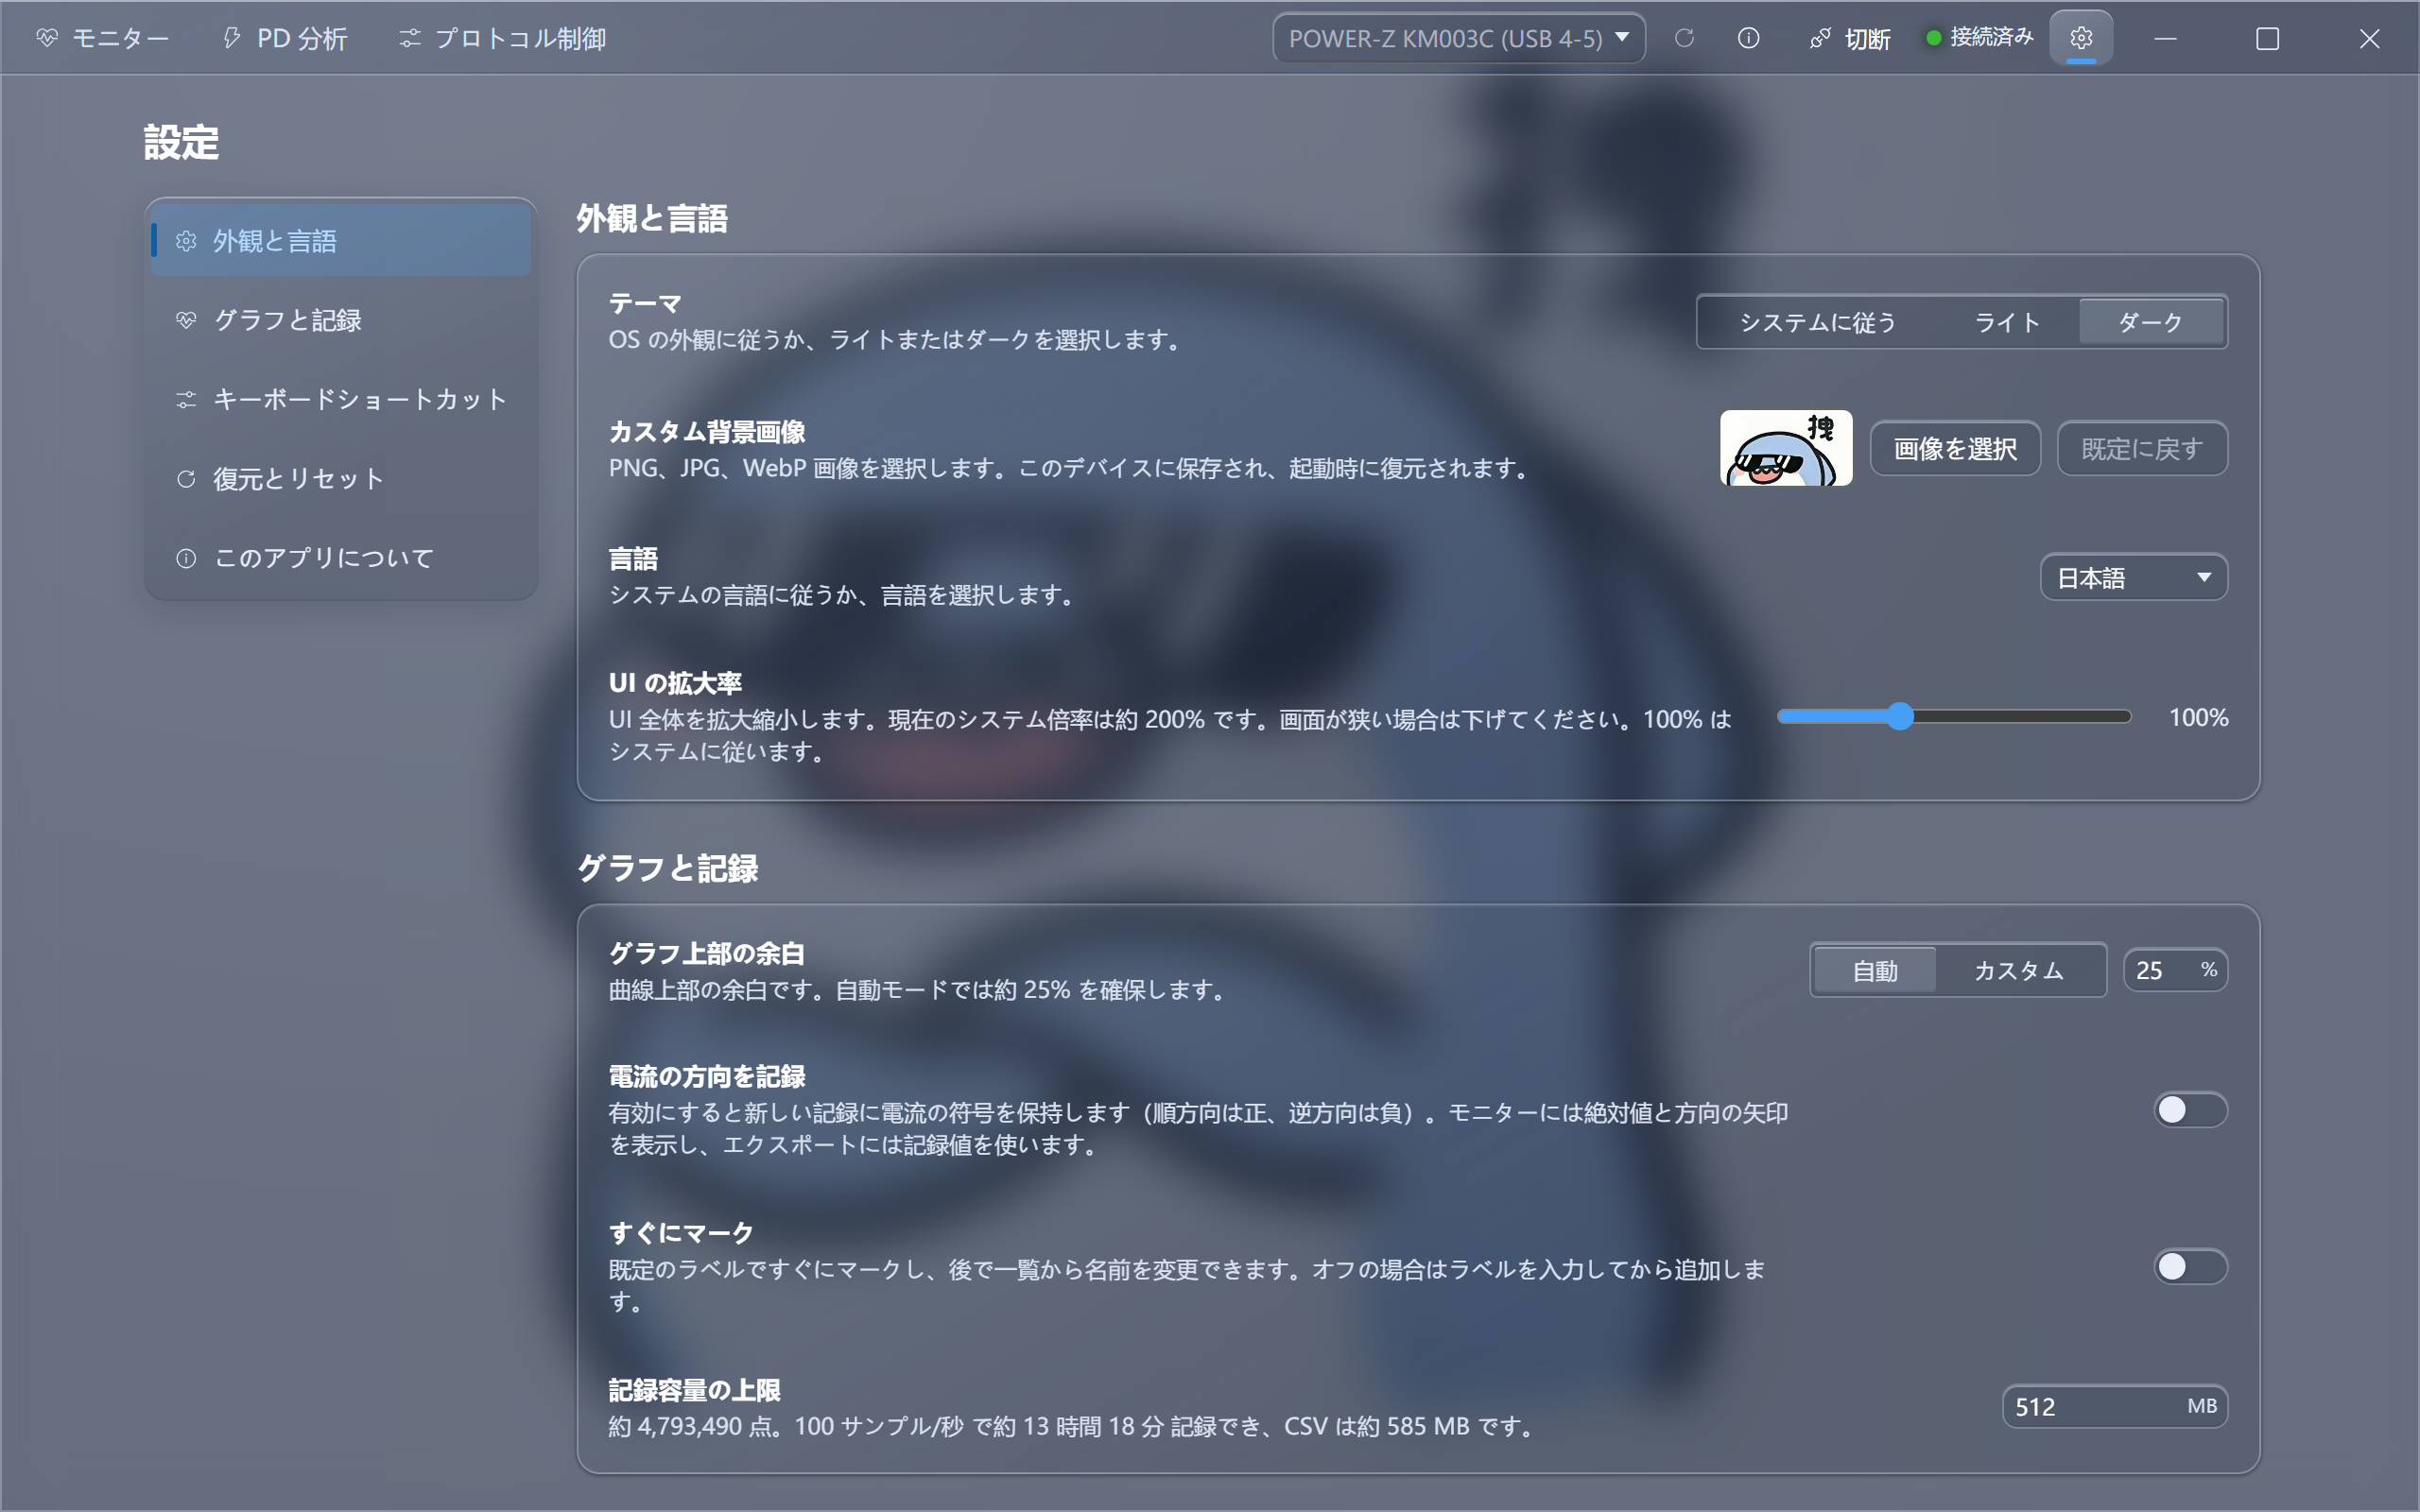 モニター
PD 分析
プロトコル制御
POWER-Z KM003C (USB 4-5)
切断
接続済み
設定
外観と言語
グラフと記録
キーボードショートカット
復元とリセット
このアプリについて
外観と言語
テーマ
OS の外観に従うか、ライトまたはダークを選択します。
システムに従う
ライト
ダーク
カスタム背景画像
PNG、JPG、WebP 画像を選択します。このデバイスに保存され、起動時に復元されます。
拽
画像を選択
既定に戻す
言語
システムの言語に従うか、言語を選択します。
日本語
UI の拡大率
UI 全体を拡大縮小します。現在のシステム倍率は約 200% です。画面が狭い場合は下げてください。100% は
システムに従います。
100%
グラフと記録
グラフ上部の余白
曲線上部の余白です。自動モードでは約 25% を確保します。
自動
カスタム
25 %
電流の方向を記録
有効にすると新しい記録に電流の符号を保持します（順方向は正、逆方向は負）。モニターには絶対値と方向の矢印
を表示し、エクスポートには記録値を使います。
すぐにマーク
既定のラベルですぐにマークし、後で一覧から名前を変更できます。オフの場合はラベルを入力してから追加しま
す。
記録容量の上限
約 4,793,490 点。100 サンプル/秒 で約 13 時間 18 分 記録でき、CSV は約 585 MB です。
512 MB